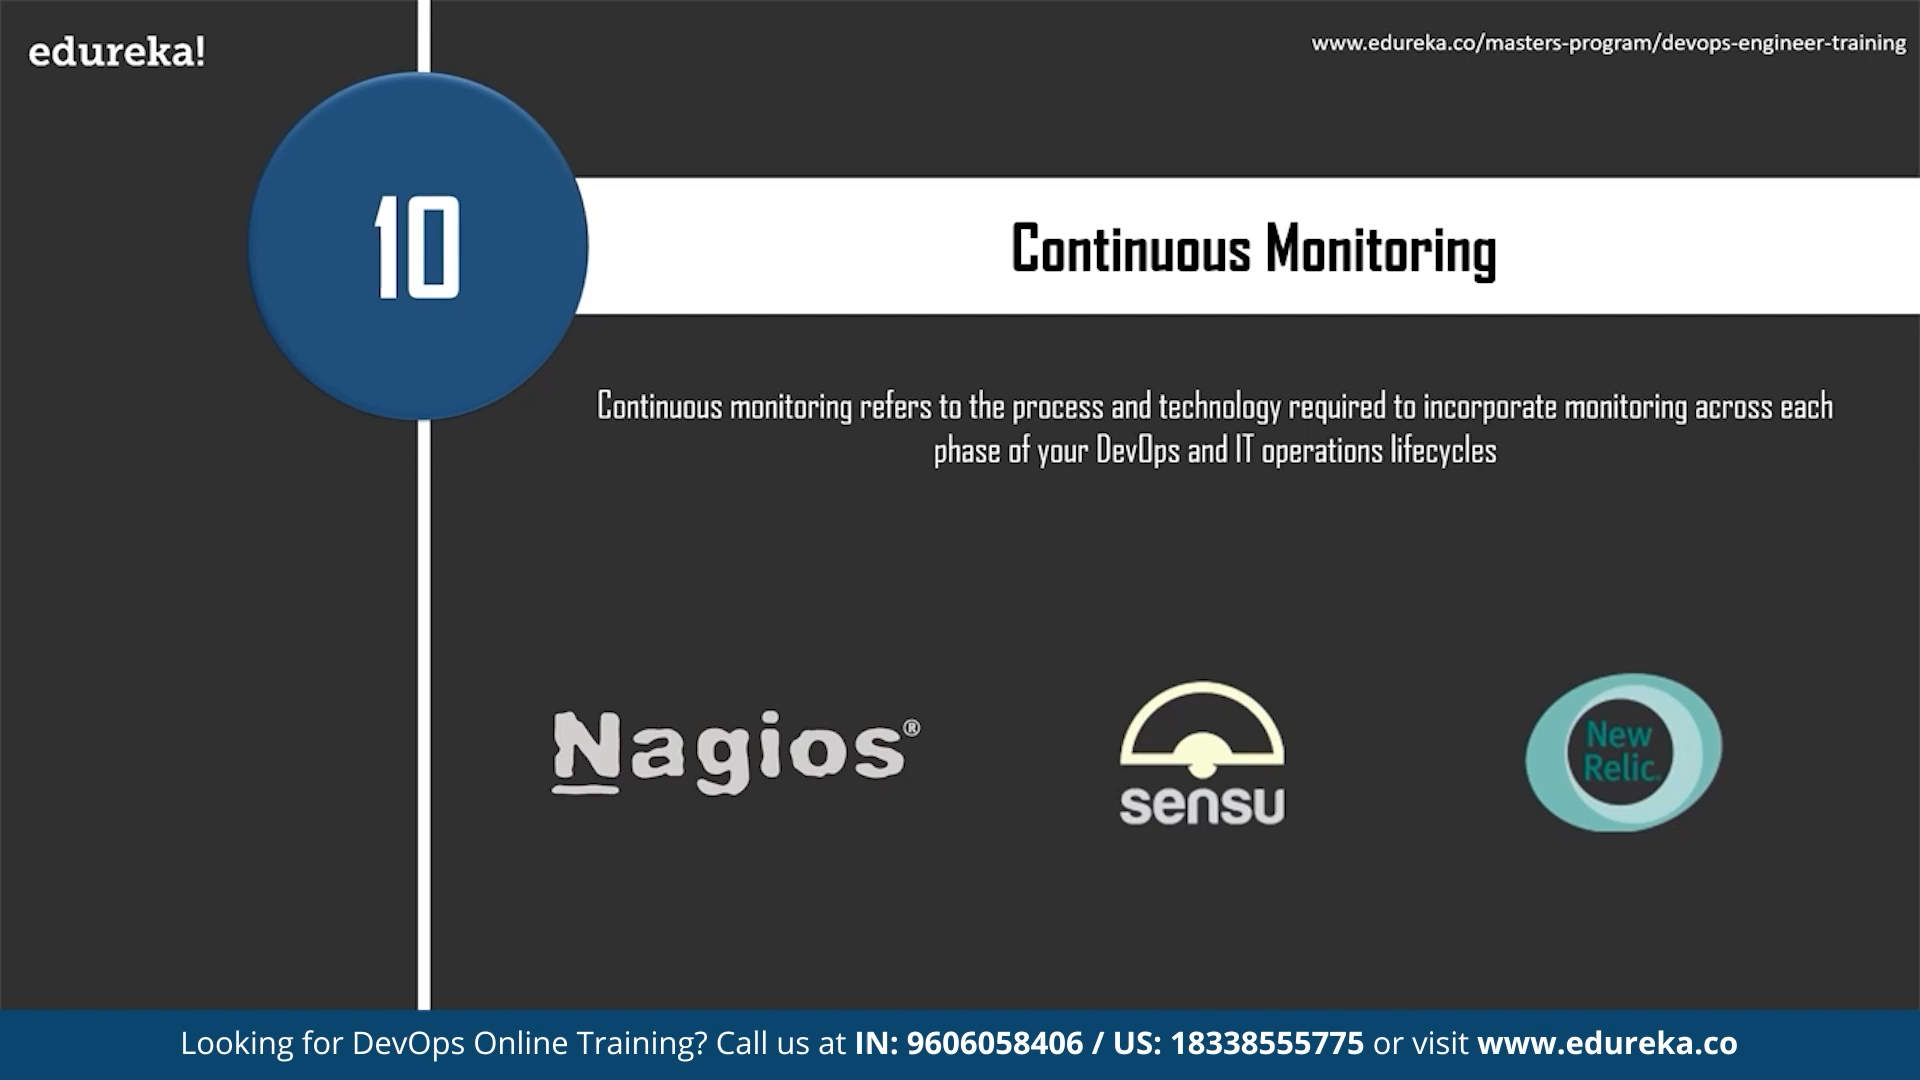 edureka!
www.edureka.co/masters-program/devops-engineer-training
10
Continuous Monitoring
Continuous monitoring refers to the process and technology required to incorporate monitoring across each
phase of your DevOps and IT operations lifecycles
Nagios®
sensu
New
Relic.
Looking for DevOps Online Training? Call us at IN: 9606058406 / US: 18338555775 or visit www.edureka.co